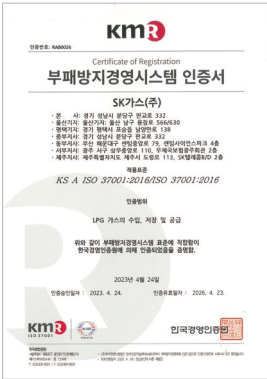 KMR
인증번호: RAB0026
Certificate of Registration
부패방지경영시스템 인증서
SK가스(주)
· 본 사: 경기 성남시 분당구 판교로 332
· 울산기지: 울산기지: 울산 남구 용잠로 566/630
· 평택기지: 경기 평택시 포승읍 남양만로 138
· 중부지사: 경기 성남시 분당구 판교로 332
· 동부지사: 부산 해운대구 센텀중앙로 79, 센텀사이언스파크 4층
· 서부지사: 광주 서구 상무중앙로 110, 우체국보험광주회관 2층
· 제주지사: 제주특별자치도 제주시 도령로 113, SK텔레콤B/D 2층
적용표준
KS A ISO 37001:2016/ISO 37001:2016
인증범위
LPG 가스의 수입, 저장 및 공급
위와 같이 부패방지경영시스템 표준에 적합함이
한국경영인증원에 의해 인증되었음을 증명함.
2023년 4월 24일
인증승인일자 : 2023. 4. 24. 인증유효일자 : 2026. 4. 23.
KMR
ISO 37001
한국경영인증원